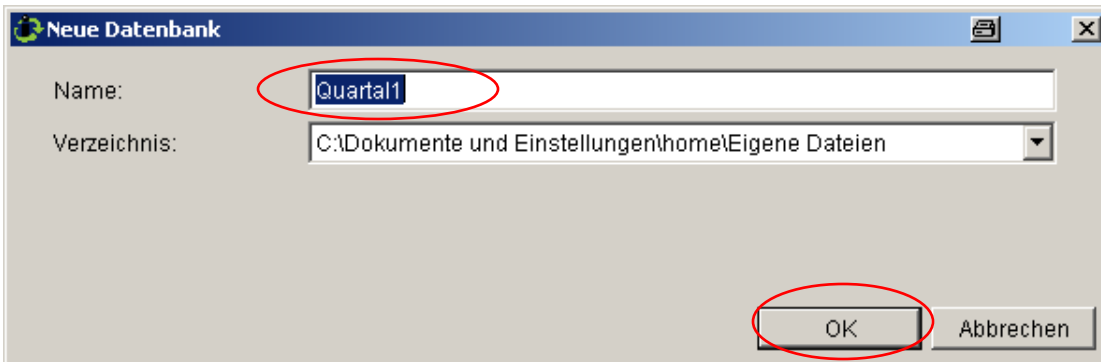 Neue Datenbank
Name: Quartal1
Verzeichnis: C:\Dokumente und Einstellungen\home\Eigene Dateien
OK Abbrechen